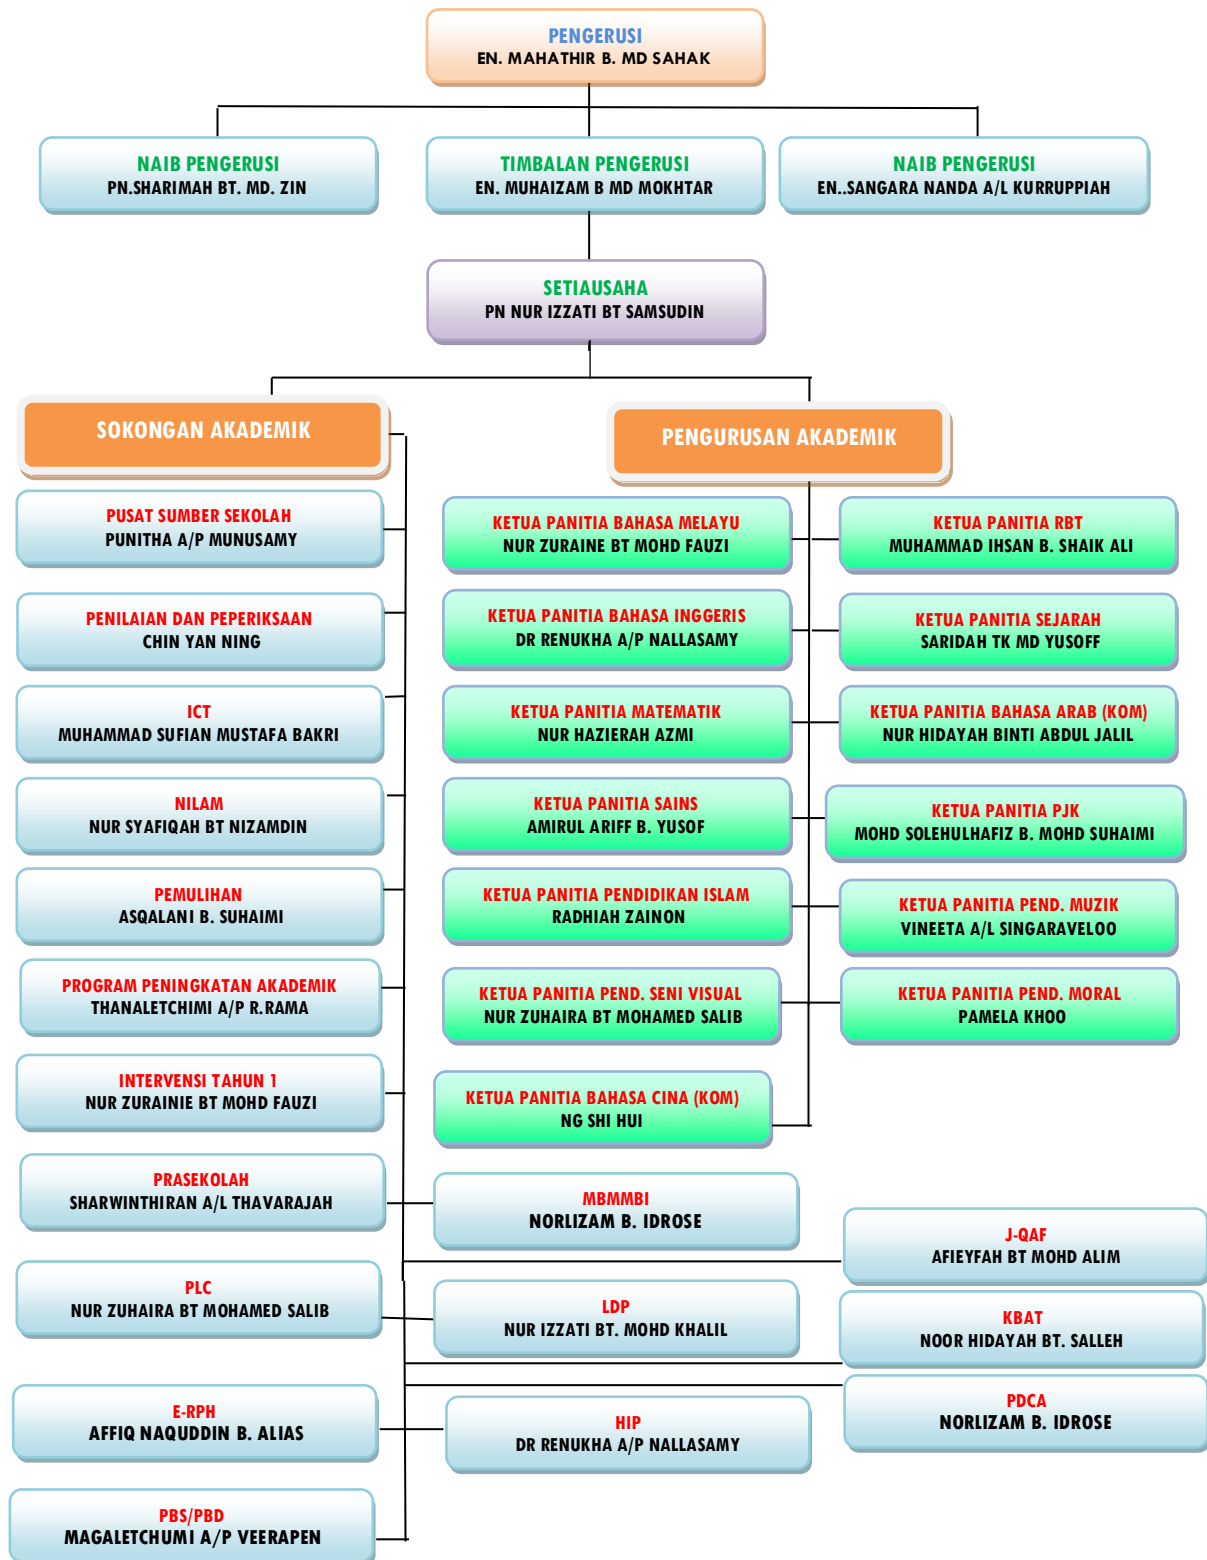 PENGERUSI
EN. MAHATHIR B. MD SAHAK
NAIB PENGERUSI
PN.SHARIMAH BT. MD. ZIN
TIMBALAN PENGERUSI
EN. MUHAIZAM B MD MOKHTAR
NAIB PENGERUSI
EN..SANGARA NANDA A/L KURRUPPIAH
SETIAUSAHA
PN NUR IZZATI BT SAMSUDIN
SOKONGAN AKADEMIK
PENGURUSAN AKADEMIK
PUSAT SUMBER SEKOLAH
PUNITHA A/P MUNUSAMY
KETUA PANITIA BAHASA MELAYU
NUR ZURAINE BT MOHD FAUZI
KETUA PANITIA RBT
MUHAMMAD IHSAN B. SHAIK ALI
PENILAIAN DAN PEPERIKSAAN
CHIN YAN NING
KETUA PANITIA BAHASA INGGERIS
DR RENUKHA A/P NALLASAMY
KETUA PANITIA SEJARAH
SARIDAH TK MD YUSOFF
ICT
MUHAMMAD SUFIAN MUSTAFA BAKRI
KETUA PANITIA MATEMATIK
NUR HAZIERAH AZMI
KETUA PANITIA BAHASA ARAB (KOM)
NUR HIDAYAH BINTI ABDUL JALIL
NILAM
NUR SYAFIQAH BT NIZAMDIN
KETUA PANITIA SAINS
AMIRUL ARIFF B. YUSOF
KETUA PANITIA PJK
MOHD SOLEHULHAFIZ B. MOHD SUHAIMI
PEMULIHAN
ASQALANI B. SUHAIMI
KETUA PANITIA PENDIDIKAN ISLAM
RADHIAH ZAINON
KETUA PANITIA PEND. MUZIK
VINEETA A/L SINGARAVELOO
PROGRAM PENINGKATAN AKADEMIK
THANALETCHIMI A/P R.RAMA
KETUA PANITIA PEND. SENI VISUAL
NUR ZUHAIRA BT MOHAMED SALIB
KETUA PANITIA PEND. MORAL
PAMELA KHOO
INTERVENSI TAHUN 1
NUR ZURAINIE BT MOHD FAUZI
KETUA PANITIA BAHASA CINA (KOM)
NG SHI HUI
PRASEKOLAH
SHARWINTHIRAN A/L THAVARAJAH
MBMMBI
NORLIZAM B. IDROSE
J-QAF
AFIEYFAH BT MOHD ALIM
PLC
NUR ZUHAIRA BT MOHAMED SALIB
LDP
NUR IZZATI BT. MOHD KHALIL
KBAT
NOOR HIDAYAH BT. SALLEH
E-RPH
AFFIQ NAQUDDIN B. ALIAS
HIP
DR RENUKHA A/P NALLASAMY
PDCA
NORLIZAM B. IDROSE
PBS/PBD
MAGALETCHUMI A/P VEERAPEN